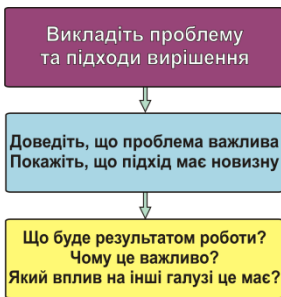 Викладіть проблему
та підходи вирішення
Доведіть, що проблема важлива
Покажіть, що підхід має новизну
Що буде результатом роботи?
Чому це важливо?
Який вплив на інші галузі це має?